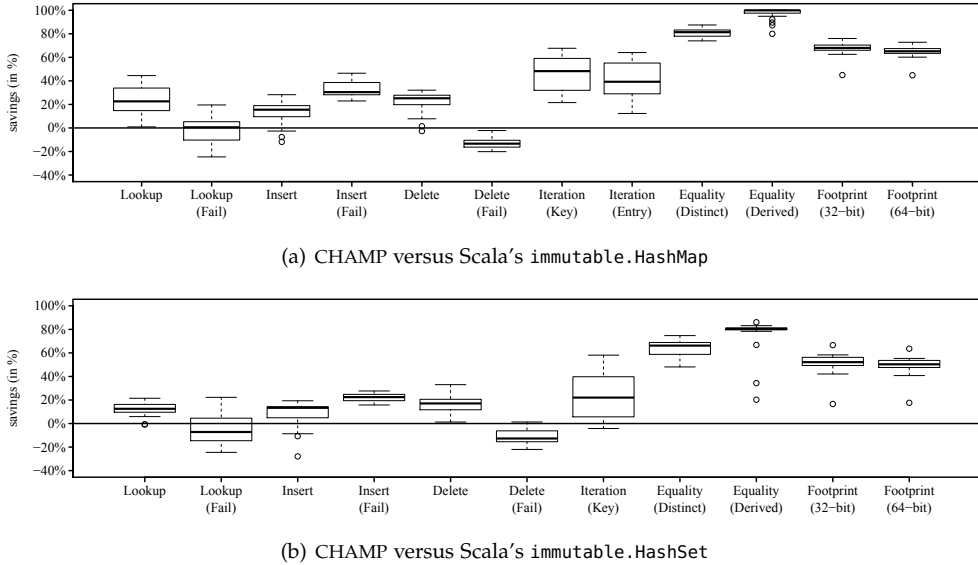 100%
80%
60%
40%
20%
0%
−20%
−40%
savings (in %)
Lookup
Lookup (Fail)
Insert
Insert (Fail)
Delete
Delete (Fail)
Iteration (Key)
Iteration (Entry)
Equality (Distinct)
Equality (Derived)
Footprint (32−bit)
Footprint (64−bit)
(a) CHAMP versus Scala's immutable.HashMap
100%
80%
60%
40%
20%
0%
−20%
−40%
savings (in %)
Lookup
Lookup (Fail)
Insert
Insert (Fail)
Delete
Delete (Fail)
Iteration (Key)
Equality (Distinct)
Equality (Derived)
Footprint (32−bit)
Footprint (64−bit)
(b) CHAMP versus Scala's immutable.HashSet